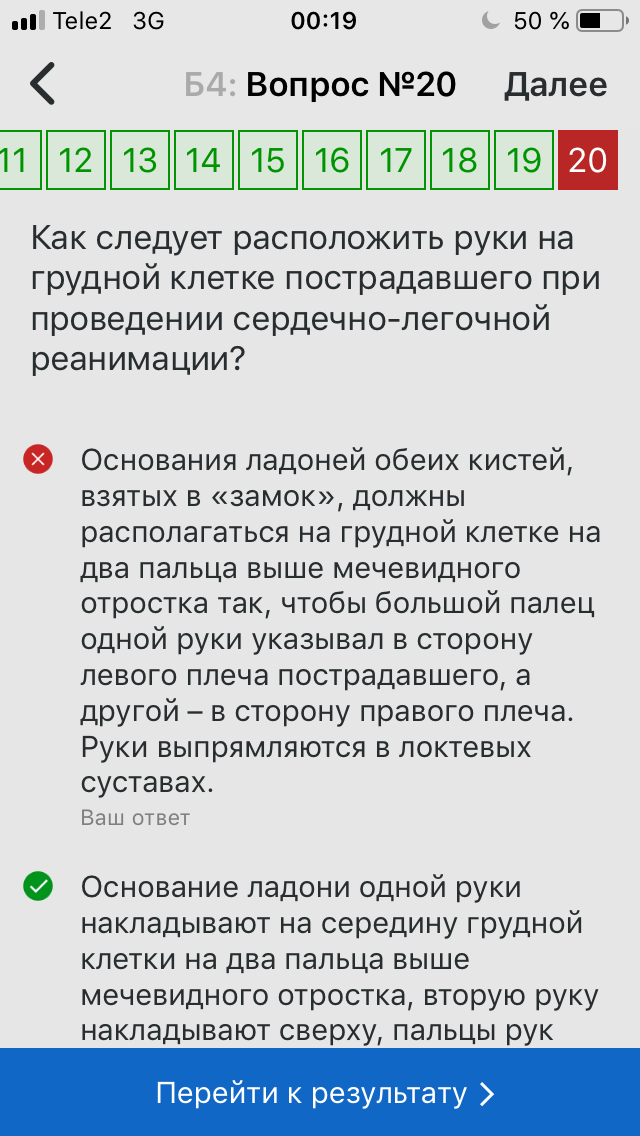 Tele2 3G 00:19 50 %
Б4: Вопрос №20 Далее
11 12 13 14 15 16 17 18 19 20
Как следует расположить руки на
грудной клетке пострадавшего при
проведении сердечно-легочной
реанимации?
Основания ладоней обеих кистей,
взятых в «замок», должны
располагаться на грудной клетке на
два пальца выше мечевидного
отростка так, чтобы большой палец
одной руки указывал в сторону
левого плеча пострадавшего, а
другой – в сторону правого плеча.
Руки выпрямляются в локтевых
суставах.
Ваш ответ
Основание ладони одной руки
накладывают на середину грудной
клетки на два пальца выше
мечевидного отростка, вторую руку
накладывают сверху, пальцы рук
Перейти к результату